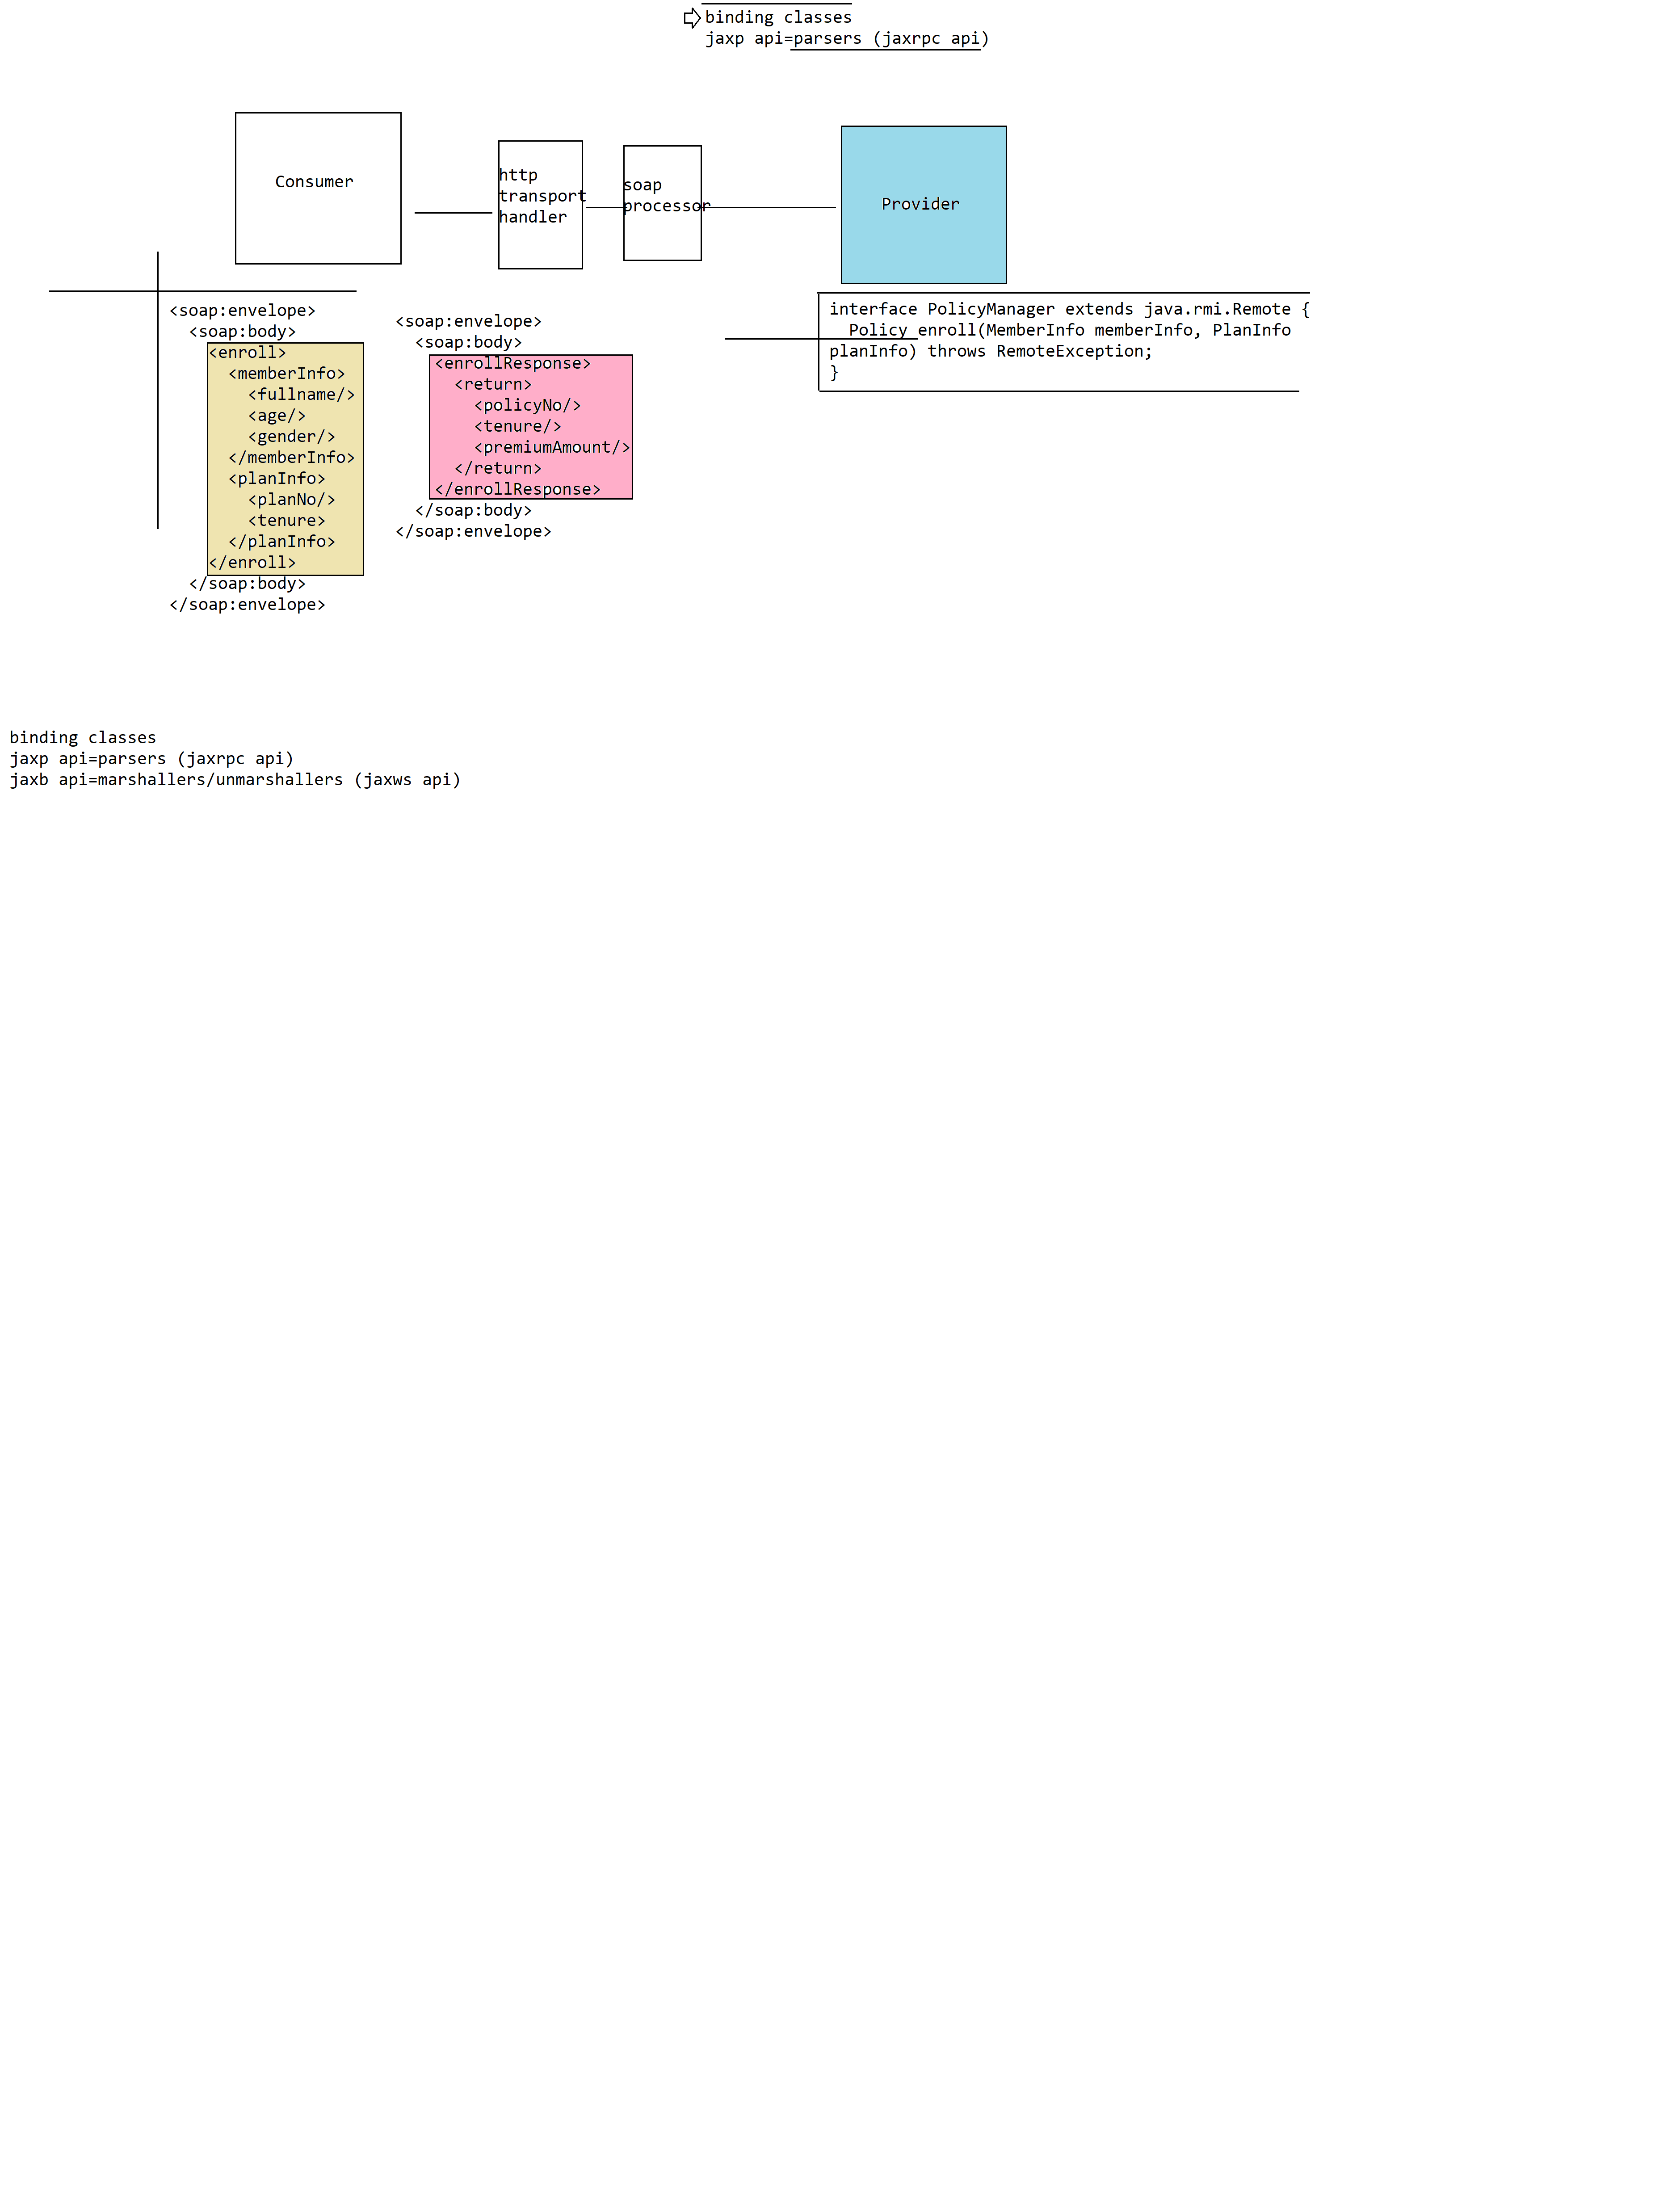 binding classes
jaxp api=parsers (jaxrpc api)
Consumer
http
transport
handler
soap
processor
Provider
<soap:envelope>
  <soap:body>
    <enroll>
      <memberInfo>
        <fullname/>
        <age/>
        <gender/>
      </memberInfo>
      <planInfo>
        <planNo/>
        <tenure>
      </planInfo>
    </enroll>
  </soap:body>
</soap:envelope>
<soap:envelope>
  <soap:body>
    <enrollResponse>
      <return>
        <policyNo/>
        <tenure/>
        <premiumAmount/>
      </return>
    </enrollResponse>
  </soap:body>
</soap:envelope>
interface PolicyManager extends java.rmi.Remote {
  Policy enroll(MemberInfo memberInfo, PlanInfo
planInfo) throws RemoteException;
}
binding classes
jaxp api=parsers (jaxrpc api)
jaxb api=marshallers/unmarshallers (jaxws api)